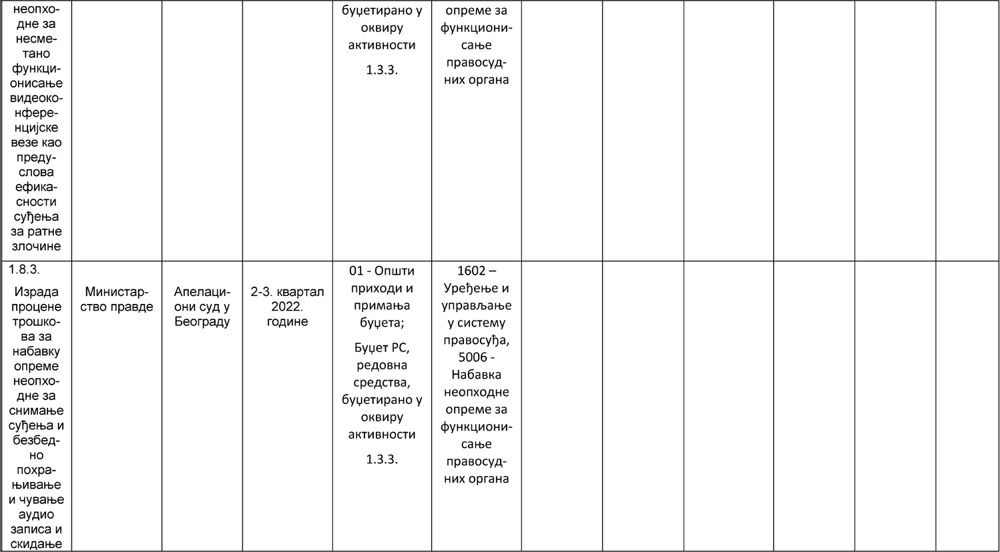 неопхо-
дне за
несме-
тано
функци-
онисање
видеоко-
нфере-
нцијске
везе као
преду-
слова
ефика-
сности
суђења
за ратне
злочине
буџетирано у
оквиру
активности
1.3.3.
опреме за
функциони-
сање
правосуд-
них органа
1.8.3.
Израда
процене
трошко-
ва за
набавку
опреме
неопхо-
дне за
снимање
суђења и
безбед-
но
похра-
њивање
и чување
аудио
записа и
скидање
Министар-
ство правде
Апелаци-
они суд у
Београду
2-3. квартал
2022.
године
01 - Општи
приходи и
примања
буџета;
Буџет РС,
редовна
средства,
буџетирано у
оквиру
активности
1.3.3.
1602 –
Уређење и
управљање
у систему
правосуђа,
5006 -
Набавка
неопходне
опреме за
функциони-
сање
правосуд-
них органа